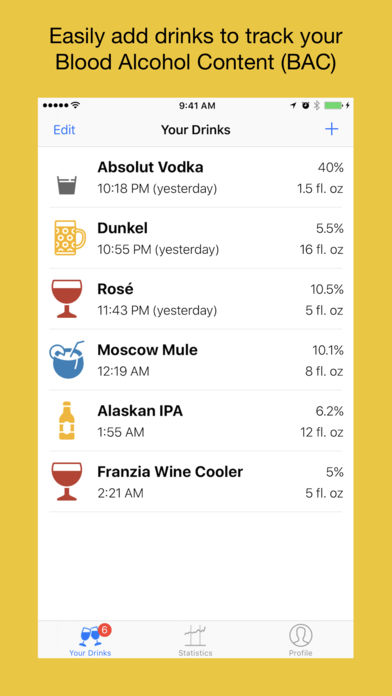 Easily add drinks to track your
Blood Alcohol Content (BAC)
9:41 AM
Edit Your Drinks +
Absolut Vodka 40%
10:18 PM (yesterday) 1.5 fl. oz
Dunkel 5.5%
10:55 PM (yesterday) 16 fl. oz
Rosé 10.5%
11:43 PM (yesterday) 5 fl. oz
Moscow Mule 10.1%
12:19 AM 8 fl. oz
Alaskan IPA 6.2%
1:55 AM 12 fl. oz
Franzia Wine Cooler 5%
2:21 AM 5 fl. oz
6
Your Drinks Statistics Profile